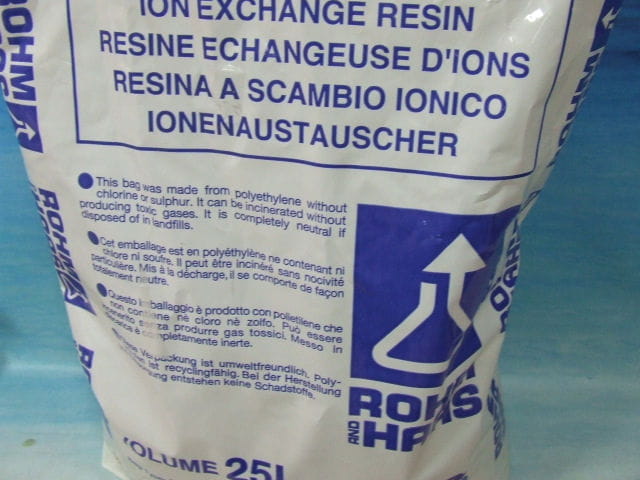 ION EXCHANGE RESIN
RESINE ECHANGEUSE D'IONS
RESINA A SCAMBIO IONICO
IONENAUSTAUSCHER
This bag was made from polyethylene without
chlorine or sulphur. It can be incinerated without
producing toxic gases. It is completely neutral if
disposed of in landfills.
Cet emballage est en polyéthylène ne contenant ni
chlore ni soufre. Il peut être incinéré sans nocivité
particulière. Mis à la décharge, il se comporte de façon
totalement neutre.
Questo imballaggio è prodotto con polietilene che
non contiene nè cloro nè zolfo. Può essere
senza produrre gas tossici. Messo in
è completamente inerte.
Verpackung ist umweltfreundlich. Poly-
ist recyclingfähig. Bei der Herstellung
entstehen keine Schadstoffe.
ROHM
AND HAAS
VOLUME 25L
ROHM
ROHM